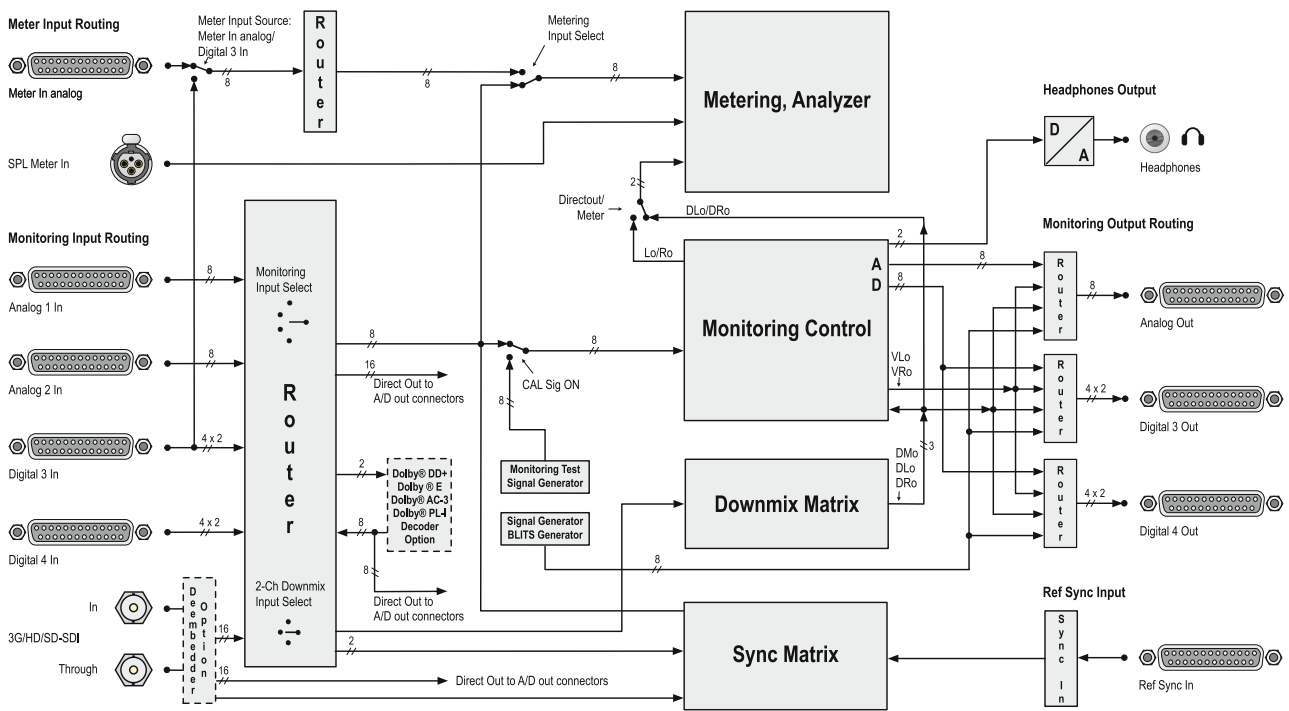 Meter Input Routing
Meter In analog
SPL Meter In
Monitoring Input Routing
Analog 1 In
Analog 2 In
Digital 3 In
Digital 4 In
In
3G/HD/SD-SDI
Through
Meter Input Source:
Meter In analog/
Digital 3 In
8
Router
8
Metering
Input Select
8
Metering, Analyzer
8
8
4 x 2
4 x 2
Deembedder
Option
16
16
Monitoring
Input Select
Router
2-Ch Downmix
Input Select
8
16
Direct Out to
A/D out connectors
2
8
Dolby® DD+
Dolby ® E
Dolby® AC-3
Dolby® PL-I
Decoder
Option
8
Direct Out to
A/D out connectors
2
Direct Out to A/D out connectors
CAL Sig ON
8
8
Monitoring Test
Signal Generator
Signal Generator
BLITS Generator
8
Directout/
Meter
2
DLo/DRo
Lo/Ro
Monitoring Control
A
D
2
8
8
VLo
VRo
3
DMo
DLo
DRo
Downmix Matrix
Sync Matrix
Headphones Output
D
A
Headphones
Monitoring Output Routing
Router
8
Analog Out
Router
4 x 2
Digital 3 Out
Router
4 x 2
Digital 4 Out
Ref Sync Input
Sync In
Ref Sync In